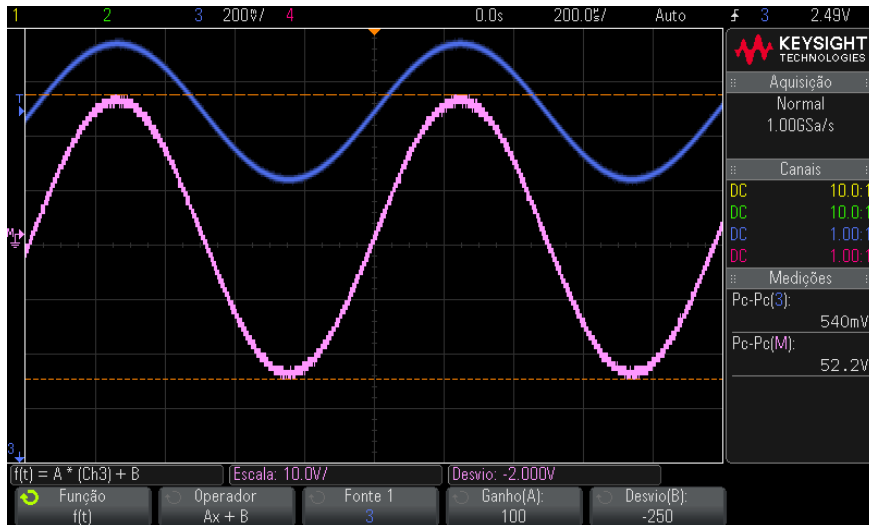 1 2 3 200♈/ 4 0.0s 200.0µ/ Auto 3 2.49V
KEYSIGHT
TECHNOLOGIES
Aquisição
Normal
1.00GSa/s
Canais
DC 10.0:1
DC 10.0:1
DC 1.00:1
DC 1.00:1
Medições
Pc-Pc(3):
540mV
Pc-Pc(M):
52.2V
T
M
3
f(t) = A * (Ch3) + B Escala: 10.0V/ Desvio: -2.000V
Função Operador Fonte 1 Ganho(A): Desvio(B):
f(t) Ax + B 3 100 -250